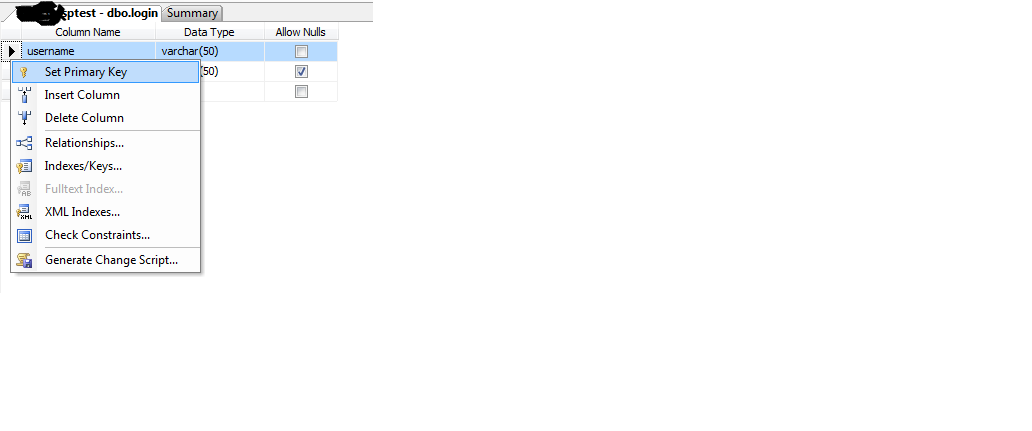 sptest - dbo.login Summary
Column Name Data Type Allow Nulls
username varchar(50)
(50)
Set Primary Key
Insert Column
Delete Column
Relationships...
Indexes/Keys...
Fulltext Index...
XML Indexes...
Check Constraints...
Generate Change Script...